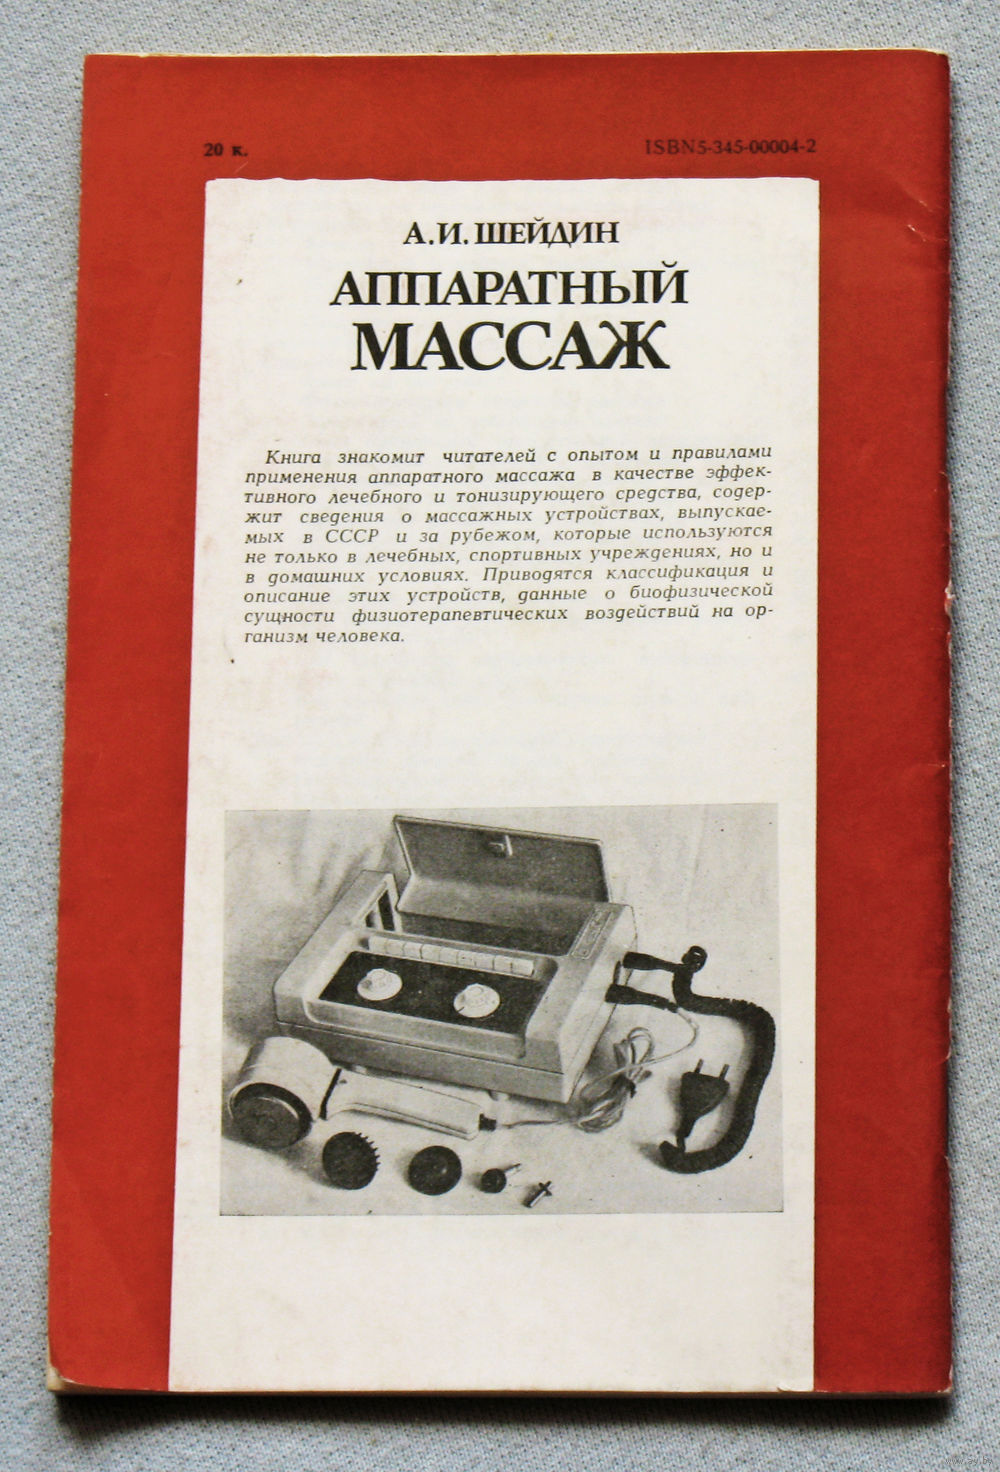 20 к. ISBN5-345-00004-2
А.И.ШЕЙДИН
АППАРАТНЫЙ
МАССАЖ
Книга знакомит читателей с опытом и правилами
применения аппаратного массажа в качестве эффек-
тивного лечебного и тонизирующего средства, содер-
жит сведения о массажных устройствах, выпускае-
мых в СССР и за рубежом, которые используются
не только в лечебных, спортивных учреждениях, но и
в домашних условиях. Приводятся классификация и
описание этих устройств, данные о биофизической
сущности физиотерапевтических воздействий на ор-
ганизм человека.